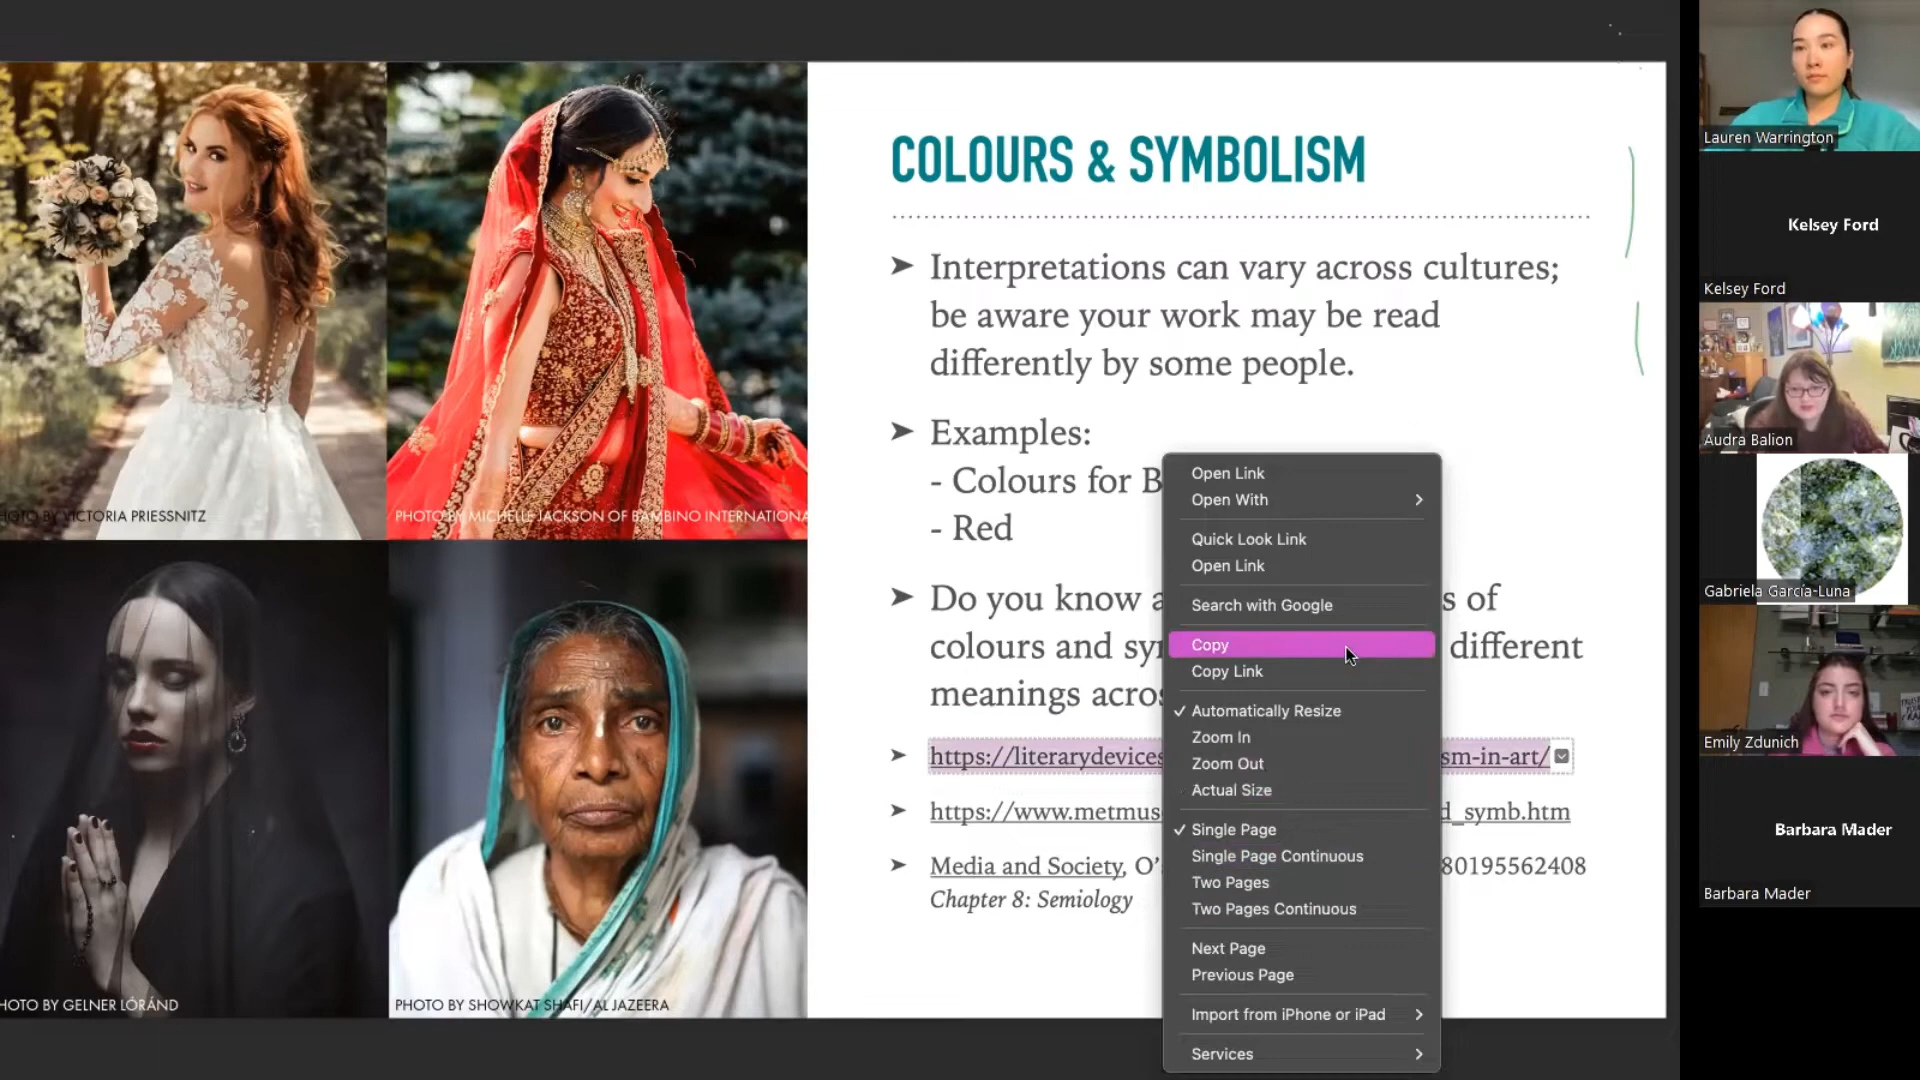 COLOURS & SYMBOLISM
➤ Interpretations can vary across cultures;
be aware your work may be read
differently by some people.
➤ Examples:
- Colours for B
- Red
➤ Do you know a s of
colours and sy different
meanings acros
➤ https://literarydevices sm-in-art/
➤ https://www.metmus d_symb.htm
➤ Media and Society, O' 80195562408
Chapter 8: Semiology
Open Link
Open With
Quick Look Link
Open Link
Search with Google
Copy
Copy Link
✓ Automatically Resize
Zoom In
Zoom Out
Actual Size
✓ Single Page
Single Page Continuous
Two Pages
Two Pages Continuous
Next Page
Previous Page
Import from iPhone or iPad
Services
HOTO BY VICTORIA PRIESSNITZ
PHOTO BY MICHELLE JACKSON OF BAMBINO INTERNATIONA
HOTO BY GELNER LÓRÁND
PHOTO BY SHOWKAT SHAFI/AL JAZEERA
Lauren Warrington
Kelsey Ford
Kelsey Ford
Audra Balion
Gabriela García-Luna
Emily Zdunich
Barbara Mader
Barbara Mader